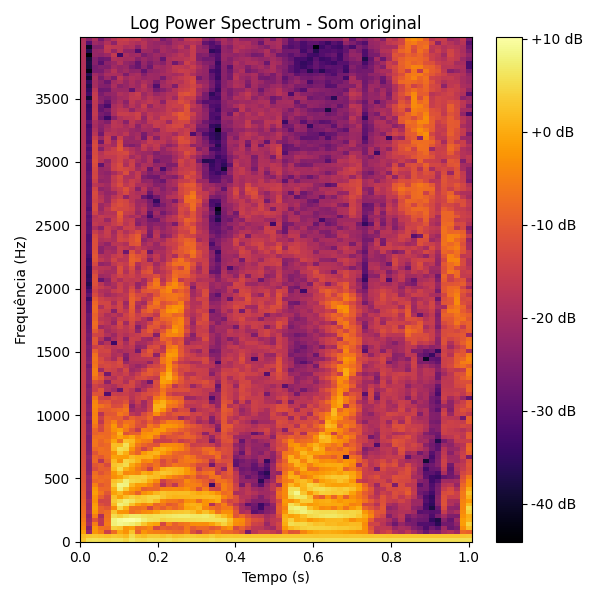 Log Power Spectrum - Som original
Frequência (Hz)
3500
3000
2500
2000
1500
1000
500
0
0.0 0.2 0.4 0.6 0.8 1.0
Tempo (s)
+10 dB
+0 dB
-10 dB
-20 dB
-30 dB
-40 dB